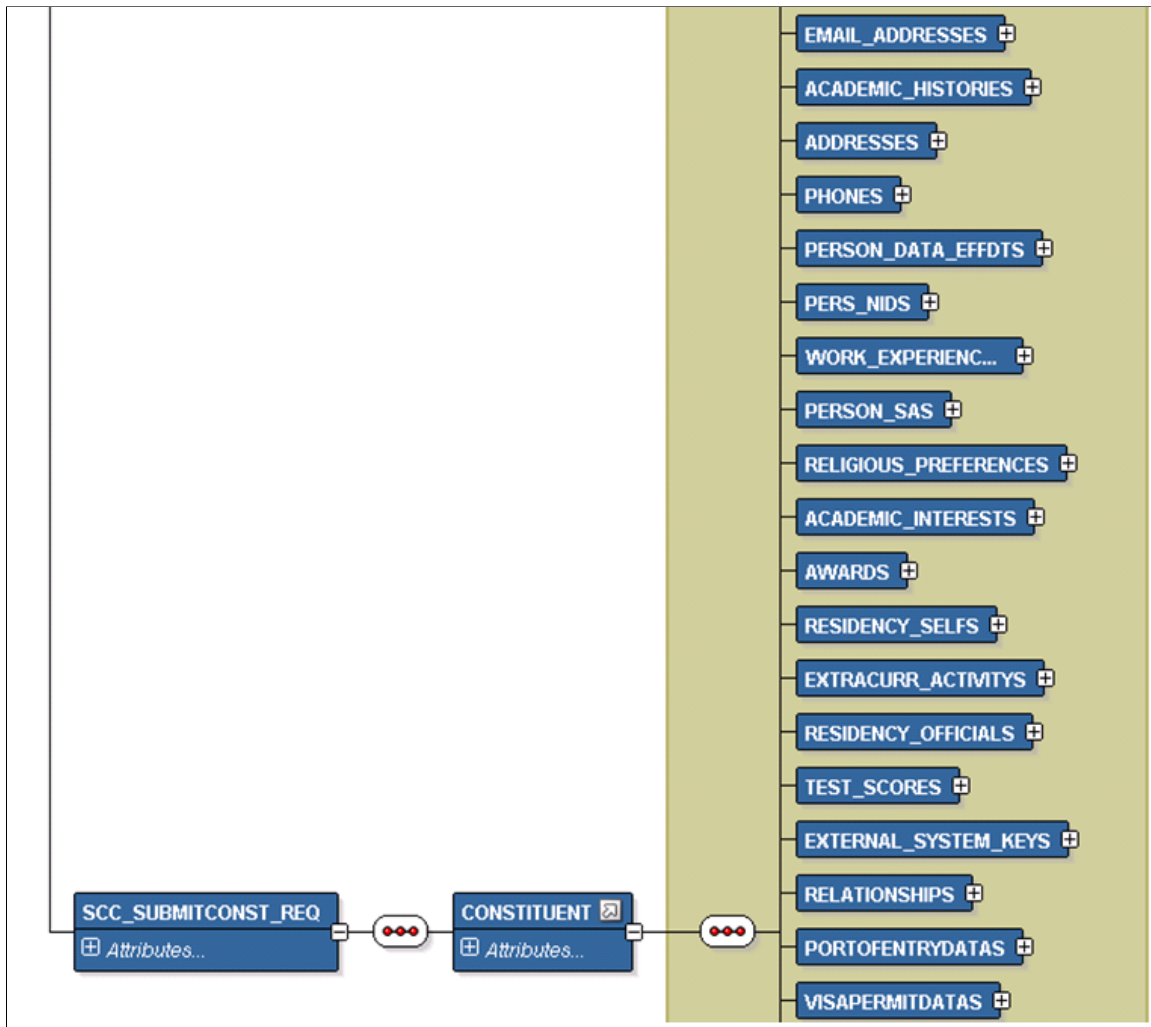 EMAIL_ADDRESSES
ACADEMIC_HISTORIES
ADDRESSES
PHONES
PERSON_DATA_EFFDTS
PERS_NIDS
WORK_EXPERIENC...
PERSON_SAS
RELIGIOUS_PREFERENCES
ACADEMIC_INTERESTS
AWARDS
RESIDENCY_SELFS
EXTRACURR_ACTIVITYS
RESIDENCY_OFFICIALS
TEST_SCORES
EXTERNAL_SYSTEM_KEYS
RELATIONSHIPS
SCC_SUBMITCONST_REQ
Attributes...
CONSTITUENT
Attributes...
PORTOFENTRYDATAS
VISAPERMITDATAS